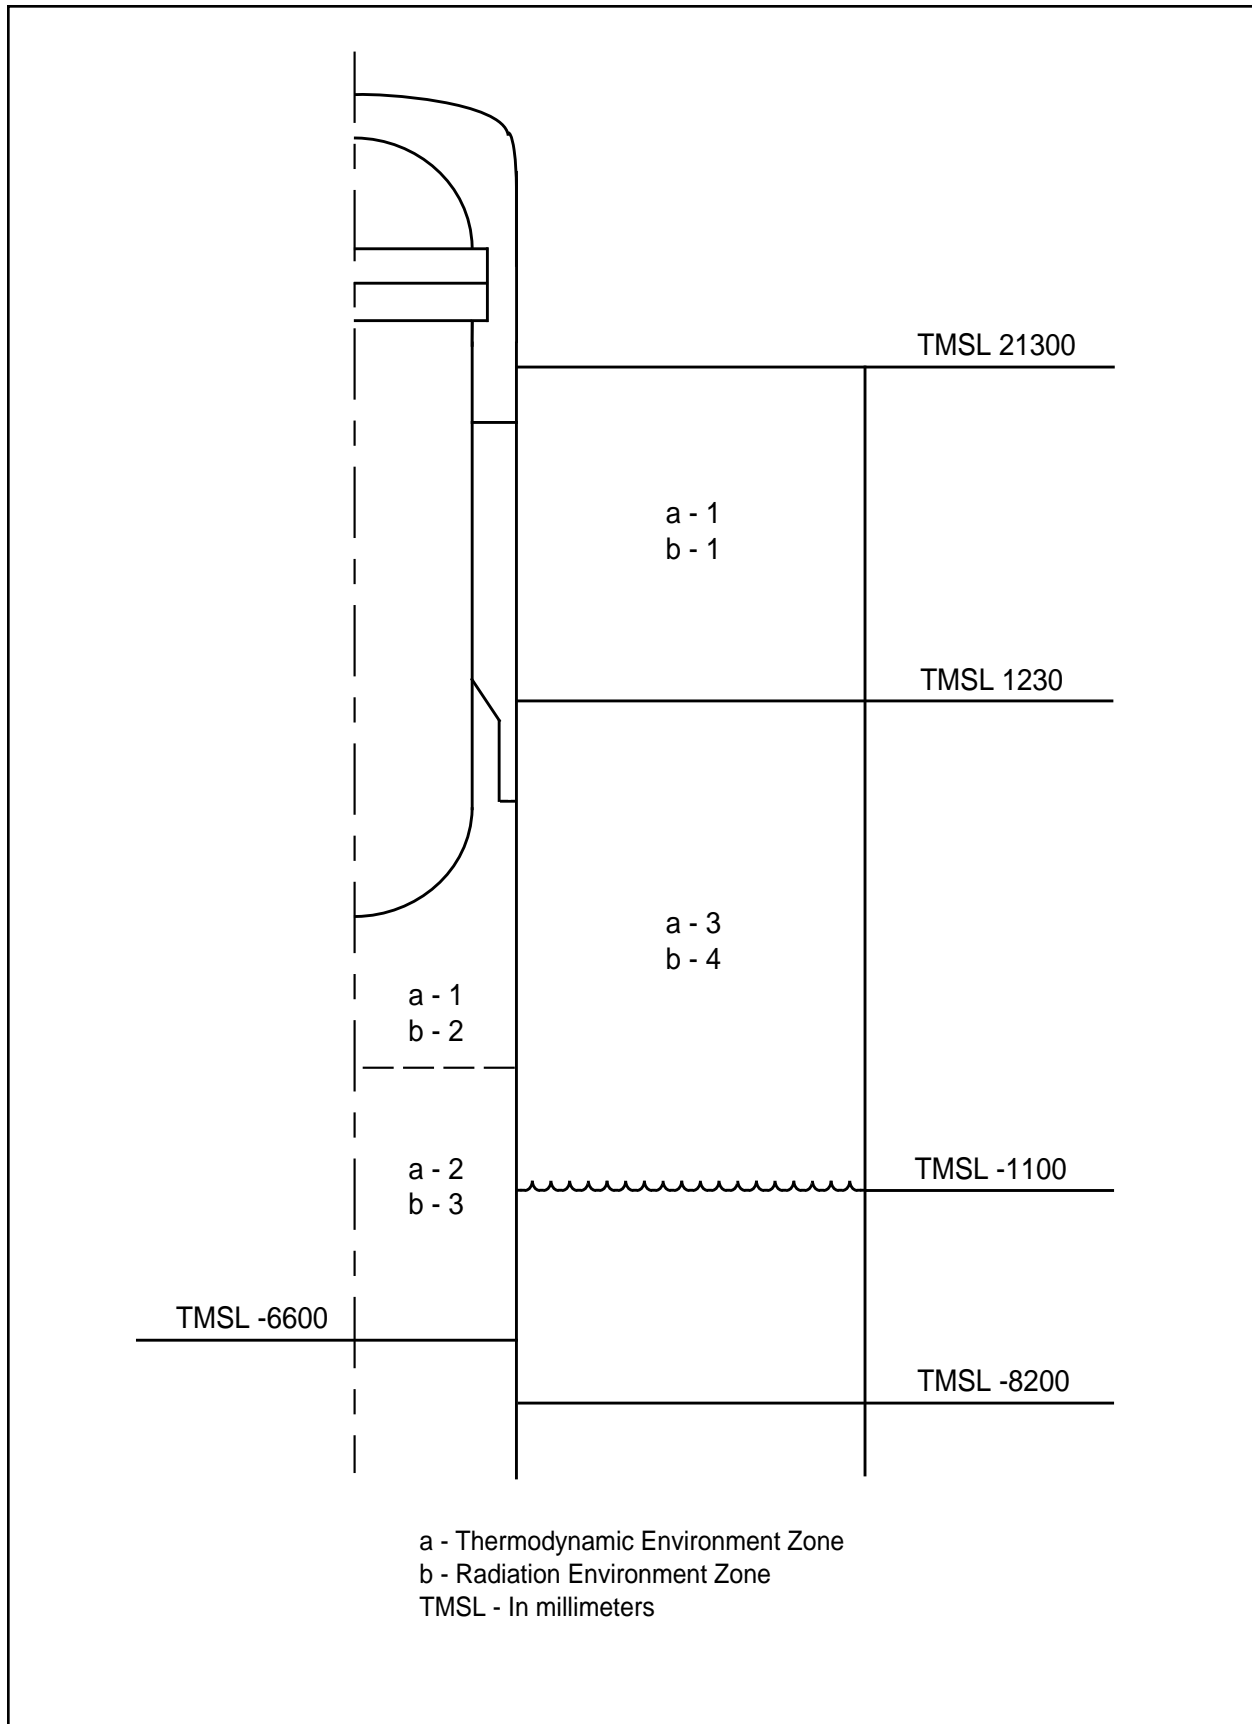 TMSL 21300
a - 1
b - 1
TMSL 1230
a - 3
b - 4
a - 1
b - 2
a - 2
b - 3
TMSL -1100
TMSL -6600
TMSL -8200
a - Thermodynamic Environment Zone
b - Radiation Environment Zone
TMSL - In millimeters